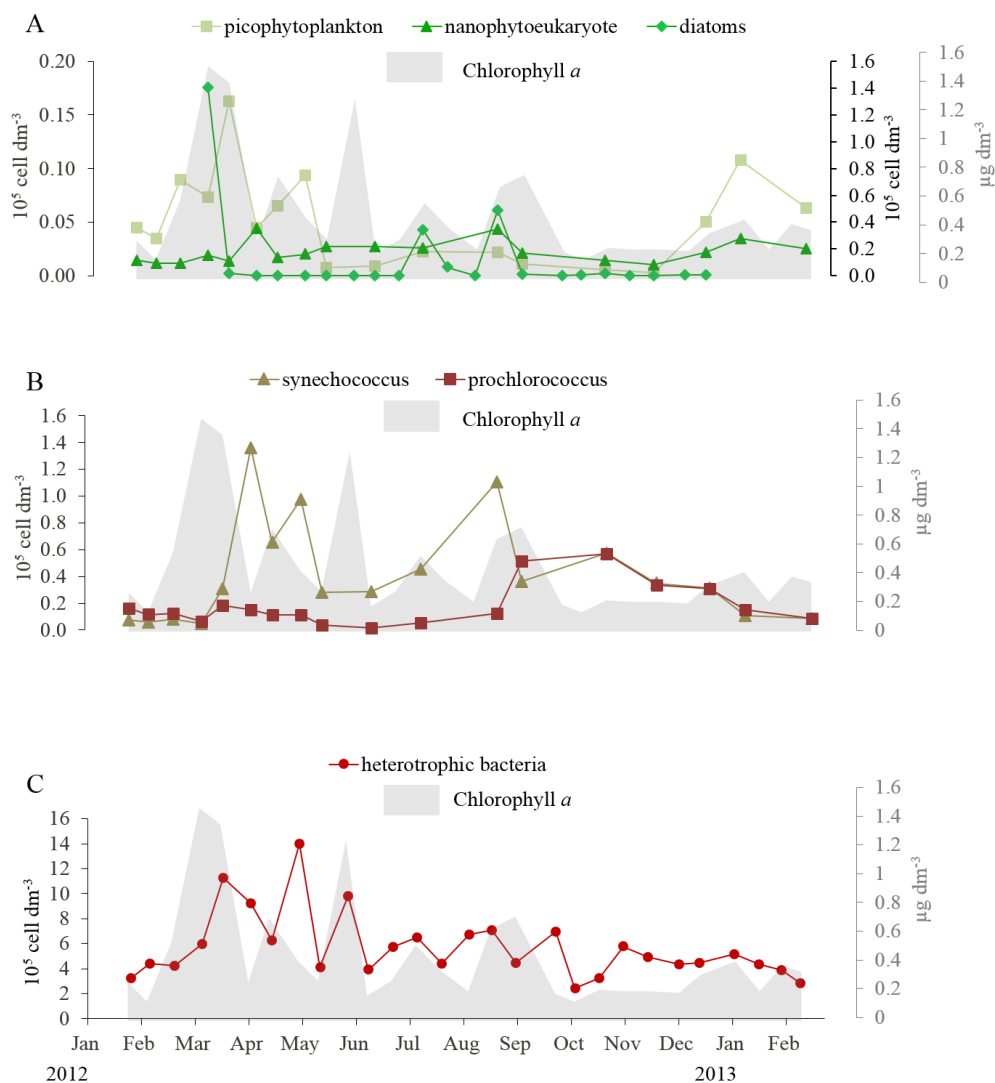 A
picophytoplankton nanophytoeukaryote diatoms
Chlorophyll a
0.20 0.15 0.10 0.05 0.00
10⁵ cell dm⁻³
1.6 1.4 1.2 1.0 0.8 0.6 0.4 0.2 0.0
10⁵ cell dm⁻³
1.6 1.4 1.2 1 0.8 0.6 0.4 0.2 0
µg dm⁻³
B
synechococcus prochlorococcus
Chlorophyll a
1.6 1.4 1.2 1.0 0.8 0.6 0.4 0.2 0.0
10⁵ cell dm⁻³
1.6 1.4 1.2 1 0.8 0.6 0.4 0.2 0
µg dm⁻³
C
heterotrophic bacteria
Chlorophyll a
16 14 12 10 8 6 4 2 0
10⁵ cell dm⁻³
1.6 1.4 1.2 1 0.8 0.6 0.4 0.2 0
µg dm⁻³
Jan Feb Mar Apr May Jun Jul Aug Sep Oct Nov Dec Jan Feb
2012 2013